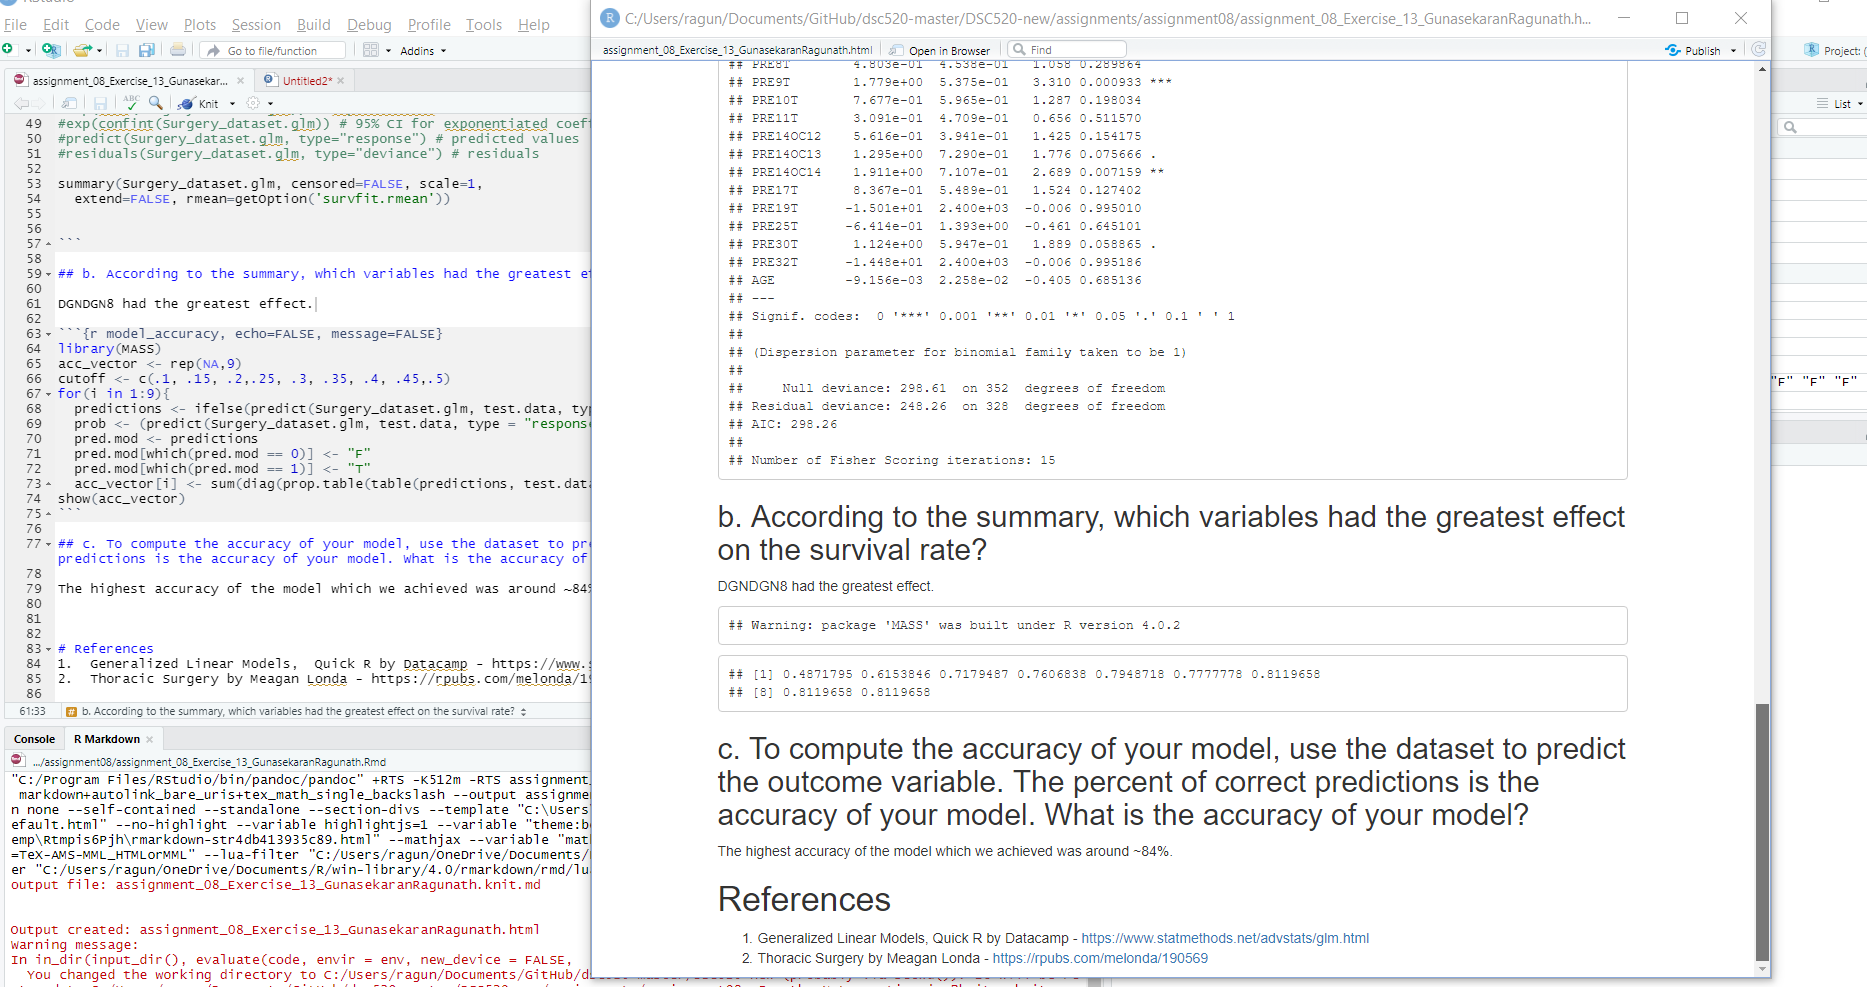 RStudio
File Edit Code View Plots Session Build Debug Profile Tools Help
Go to file/function Addins
assignment_08_Exercise_13_Gunasekar... Untitled2*
Knit
49 #exp(confint(Surgery_dataset.glm)) # 95% CI for exponentiated coeff
50 #predict(Surgery_dataset.glm, type="response") # predicted values
51 #residuals(Surgery_dataset.glm, type="deviance") # residuals
52
53 summary(Surgery_dataset.glm, censored=FALSE, scale=1,
54 extend=FALSE, rmean=getOption('survfit.rmean'))
55
56
57 ```
58
59 ## b. According to the summary, which variables had the greatest ef
60
61 DGNDGN8 had the greatest effect.
62
63 ```{r model_accuracy, echo=FALSE, message=FALSE}
64 library(MASS)
65 acc_vector <- rep(NA,9)
66 cutoff <- c(.1, .15, .2,.25, .3, .35, .4, .45,.5)
67 for(i in 1:9){
68 predictions <- ifelse(predict(Surgery_dataset.glm, test.data, typ
69 prob <- (predict(Surgery_dataset.glm, test.data, type = "respons
70 pred.mod <- predictions
71 pred.mod[which(pred.mod == 0)] <- "F"
72 pred.mod[which(pred.mod == 1)] <- "T"
73 acc_vector[i] <- sum(diag(prop.table(table(predictions, test.data
74 show(acc_vector)
75 ```
76
77 ## c. To compute the accuracy of your model, use the dataset to pre
predictions is the accuracy of your model. What is the accuracy of
78
79 The highest accuracy of the model which we achieved was around ~84%
80
81
82
83 # References
84 1. Generalized Linear Models, Quick R by Datacamp - https://www.s
85 2. Thoracic Surgery by Meagan Londa - https://rpubs.com/melonda/19
86
61:33 b. According to the summary, which variables had the greatest effect on the survival rate?
Console R Markdown
.../assignment08/assignment_08_Exercise_13_GunasekaranRagunath.Rmd
"C:/Program Files/RStudio/bin/pandoc/pandoc" +RTS -K512m -RTS assignment_
markdown+autolink_bare_uris+tex_math_single_backslash --output assignme
n none --self-contained --standalone --section-divs --template "C:\Users
efault.html" --no-highlight --variable highlightjs=1 --variable "theme:bo
emp\Rtmpis6Pjh\rmarkdown-str4db413935c89.html" --mathjax --variable "mat
=TeX-AMS-MML_HTMLorMML" --lua-filter "C:/Users/ragun/OneDrive/Documents/
er "C:/Users/ragun/OneDrive/Documents/R/win-library/4.0/rmarkdown/rmd/lu
output file: assignment_08_Exercise_13_GunasekaranRagunath.knit.md
Output created: assignment_08_Exercise_13_GunasekaranRagunath.html
Warning message:
In in_dir(input_dir(), evaluate(code, envir = env, new_device = FALSE,
You changed the working directory to C:/Users/ragun/Documents/GitHub/
C:/Users/ragun/Documents/GitHub/dsc520-master/DSC520-new/assignments/assignment08/assignment_08_Exercise_13_GunasekaranRagunath.h...
assignment_08_Exercise_13_GunasekaranRagunath.html Open in Browser Find Publish
## PRE8T 4.803e-01 4.538e-01 1.058 0.289864
## PRE9T 1.779e+00 5.375e-01 3.310 0.000933 ***
## PRE10T 7.677e-01 5.965e-01 1.287 0.198034
## PRE11T 3.091e-01 4.709e-01 0.656 0.511570
## PRE14OC12 5.616e-01 3.941e-01 1.425 0.154175
## PRE14OC13 1.295e+00 7.290e-01 1.776 0.075666 .
## PRE14OC14 1.911e+00 7.107e-01 2.689 0.007159 **
## PRE17T 8.367e-01 5.489e-01 1.524 0.127402
## PRE19T -1.501e+01 2.400e+03 -0.006 0.995010
## PRE25T -6.414e-01 1.393e+00 -0.461 0.645101
## PRE30T 1.124e+00 5.947e-01 1.889 0.058865 .
## PRE32T -1.448e+01 2.400e+03 -0.006 0.995186
## AGE -9.156e-03 2.258e-02 -0.405 0.685136
## ---
## Signif. codes: 0 '***' 0.001 '**' 0.01 '*' 0.05 '.' 0.1 ' ' 1
##
## (Dispersion parameter for binomial family taken to be 1)
##
## Null deviance: 298.61 on 352 degrees of freedom
## Residual deviance: 248.26 on 328 degrees of freedom
## AIC: 298.26
##
## Number of Fisher Scoring iterations: 15
b. According to the summary, which variables had the greatest effect
on the survival rate?
DGNDGN8 had the greatest effect.
## Warning: package 'MASS' was built under R version 4.0.2
## [1] 0.4871795 0.6153846 0.7179487 0.7606838 0.7948718 0.7777778 0.8119658
## [8] 0.8119658 0.8119658
c. To compute the accuracy of your model, use the dataset to predict
the outcome variable. The percent of correct predictions is the
accuracy of your model. What is the accuracy of your model?
The highest accuracy of the model which we achieved was around ~84%.
References
1. Generalized Linear Models, Quick R by Datacamp - https://www.statmethods.net/advstats/glm.html
2. Thoracic Surgery by Meagan Londa - https://rpubs.com/melonda/190569
Project: (
List
"F" "F" "F"